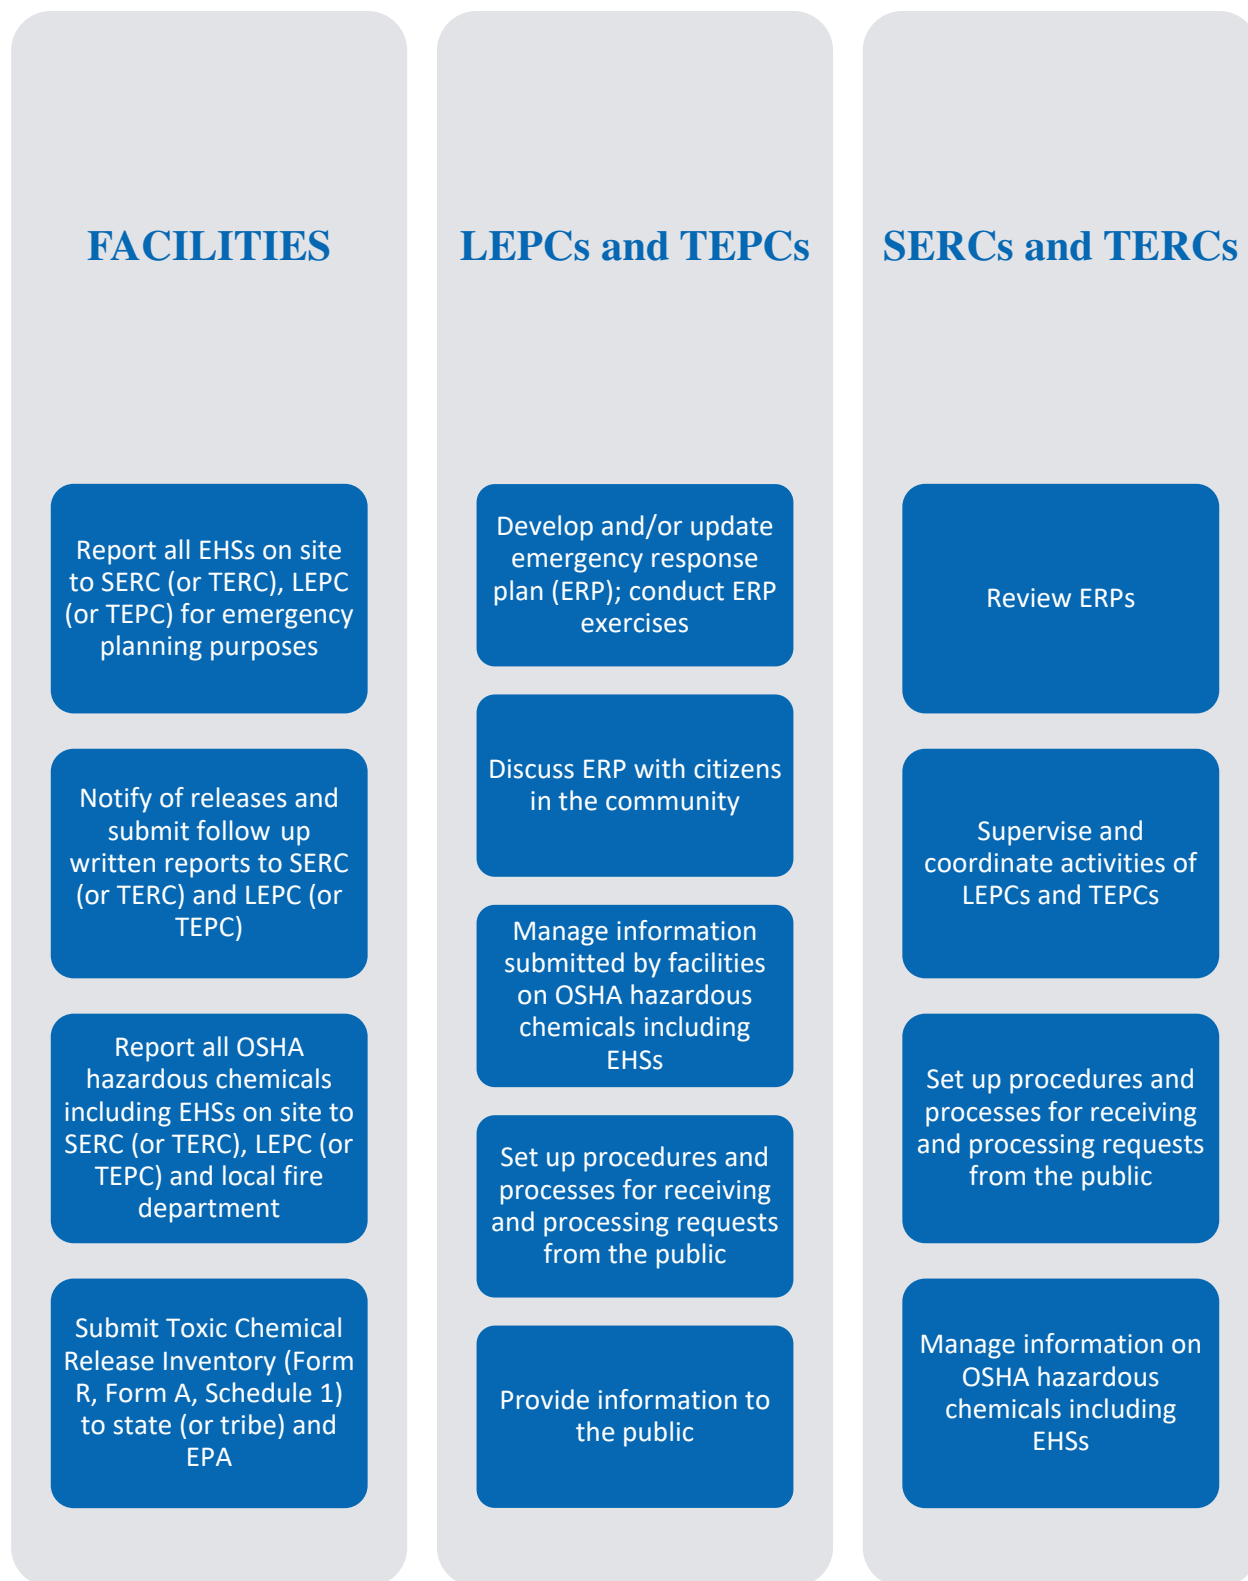 FACILITIES
Report all EHSs on site
to SERC (or TERC), LEPC
(or TEPC) for emergency
planning purposes
Notify of releases and
submit follow up
written reports to SERC
(or TERC) and LEPC (or
TEPC)
Report all OSHA
hazardous chemicals
including EHSs on site to
SERC (or TERC), LEPC (or
TEPC) and local fire
department
Submit Toxic Chemical
Release Inventory (Form
R, Form A, Schedule 1)
to state (or tribe) and
EPA
LEPCs and TEPCs
Develop and/or update
emergency response
plan (ERP); conduct ERP
exercises
Discuss ERP with citizens
in the community
Manage information
submitted by facilities
on OSHA hazardous
chemicals including
EHSs
Set up procedures and
processes for receiving
and processing requests
from the public
Provide information to
the public
SERCs and TERCs
Review ERPs
Supervise and
coordinate activities of
LEPCs and TEPCs
Set up procedures and
processes for receiving
and processing requests
from the public
Manage information on
OSHA hazardous
chemicals including
EHSs